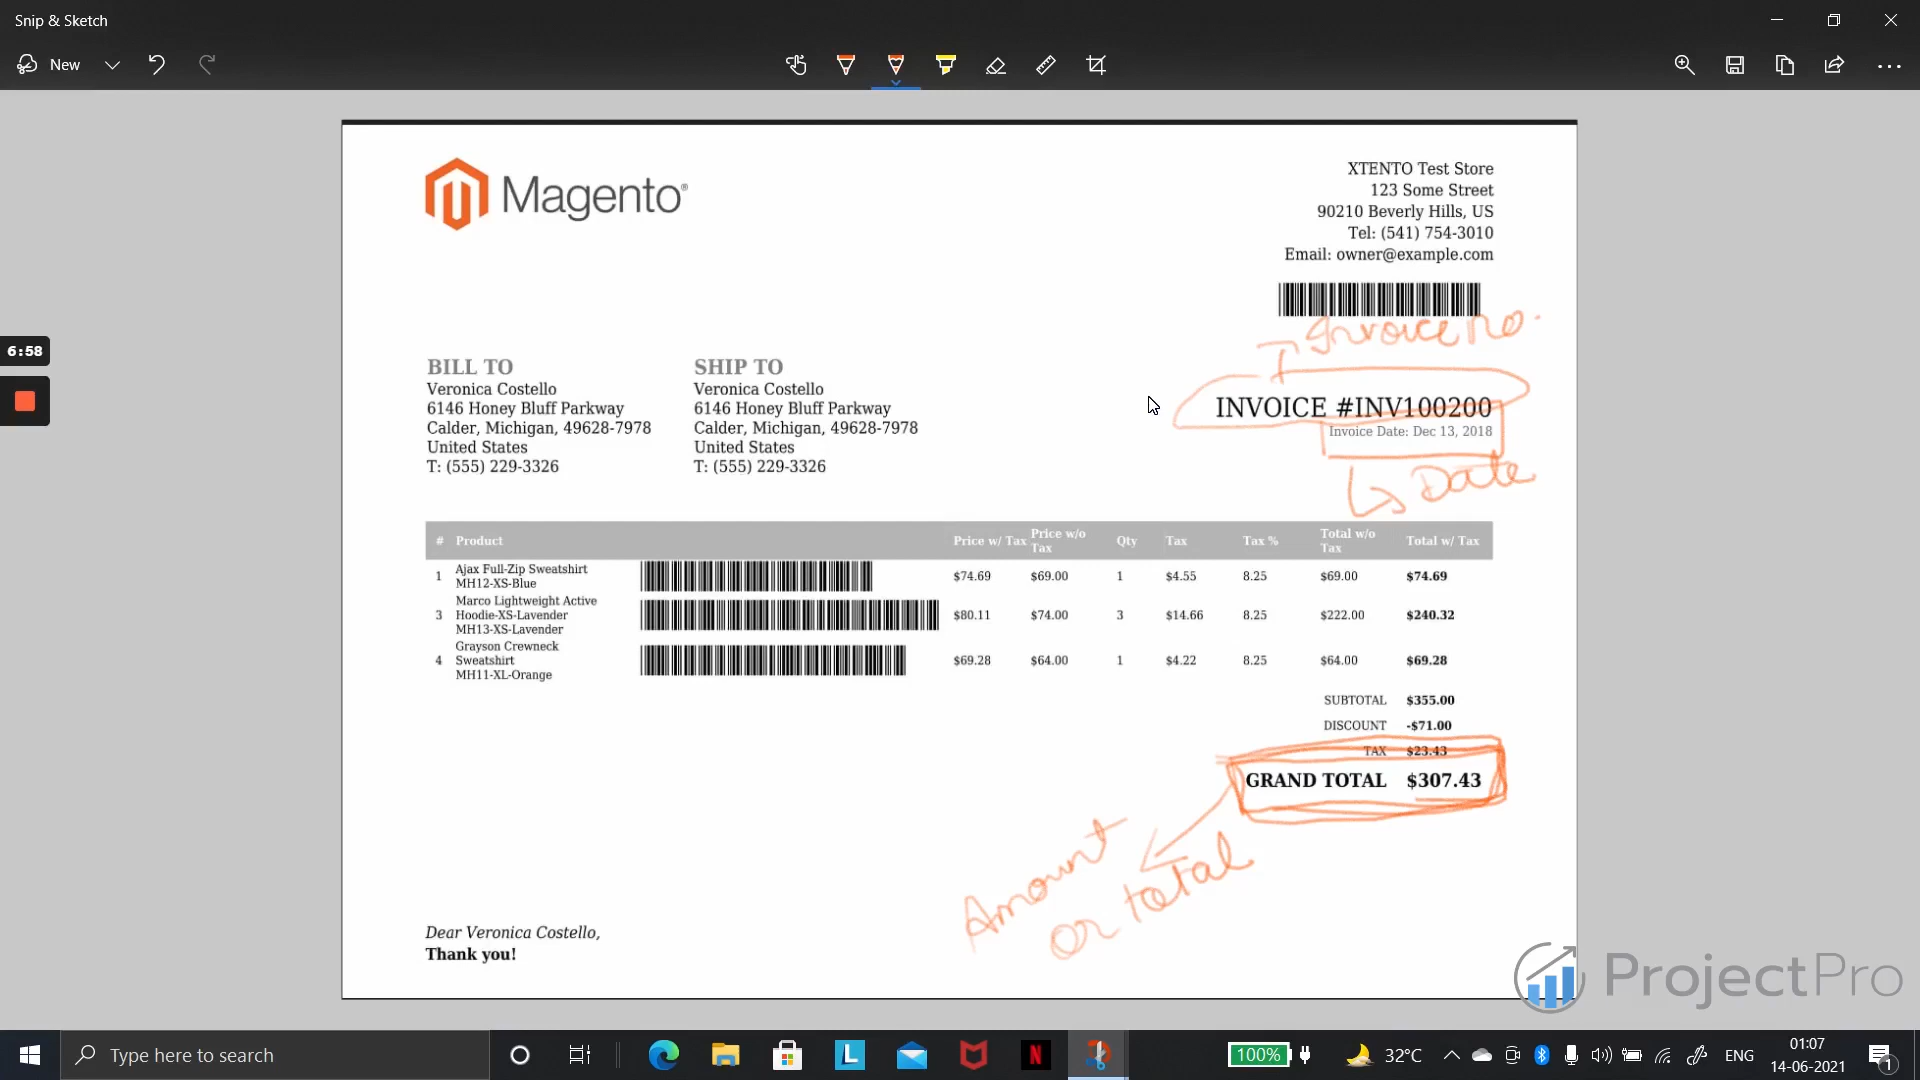 Snip & Sketch
New
Magento®
XTENTO Test Store
123 Some Street
90210 Beverly Hills, US
Tel: (541) 754-3010
Email: owner@example.com
Invoice no.
6:58
BILL TO
Veronica Costello
6146 Honey Bluff Parkway
Calder, Michigan, 49628-7978
United States
T: (555) 229-3326
SHIP TO
Veronica Costello
6146 Honey Bluff Parkway
Calder, Michigan, 49628-7978
United States
T: (555) 229-3326
INVOICE #INV100200
Invoice Date: Dec 13, 2018
Date
# Product Price w/ Tax Price w/o Tax Qty Tax Tax % Total w/o Tax Total w/ Tax
1 Ajax Full-Zip Sweatshirt $74.69 $69.00 1 $4.55 8.25 $69.00 $74.69
MH12-XS-Blue
Marco Lightweight Active
3 Hoodie-XS-Lavender $80.11 $74.00 3 $14.66 8.25 $222.00 $240.32
MH13-XS-Lavender
Grayson Crewneck
4 Sweatshirt $69.28 $64.00 1 $4.22 8.25 $64.00 $69.28
MH11-XL-Orange
SUBTOTAL $355.00
DISCOUNT -$71.00
TAX $23.43
GRAND TOTAL $307.43
Amount
or total
Dear Veronica Costello,
Thank you!
ProjectPro
Type here to search
L
N
100%
32°C
ENG
01:07
14-06-2021
1